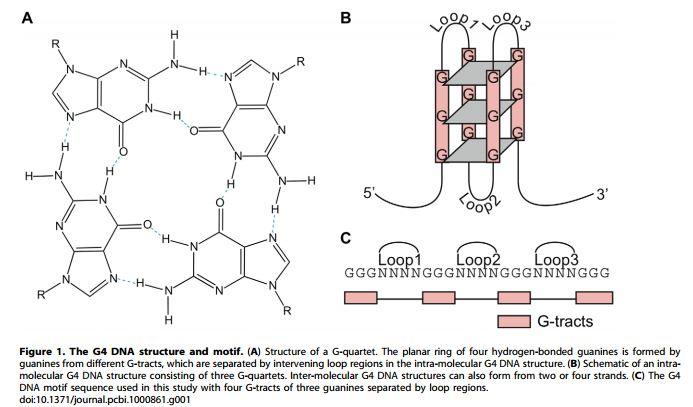 A
B
R
H
N
N
N
H
N
N
R
N
H
O
O
N
H
H
H
N
N
H
H
N
H
N
H
O
H
N
O
H
N
N
N
N
R
N
N
H
N
N
H
N
R
Loop1
Loop3
G
G
G
G
G
G
G
G
G
G
G
G
5'
Loop2
3'
C
Loop1
Loop2
Loop3
GGGNNNNGGGNNNNGGGNNNNGGG
G-tracts
Figure 1. The G4 DNA structure and motif. (A) Structure of a G-quartet. The planar ring of four hydrogen-bonded guanines is formed by
guanines from different G-tracts, which are separated by intervening loop regions in the intra-molecular G4 DNA structure. (B) Schematic of an intra-
molecular G4 DNA structure consisting of three G-quartets. Inter-molecular G4 DNA structures can also form from two or four strands. (C) The G4
DNA motif sequence used in this study with four G-tracts of three guanines separated by loop regions.
doi:10.1371/journal.pcbi.1000861.g001